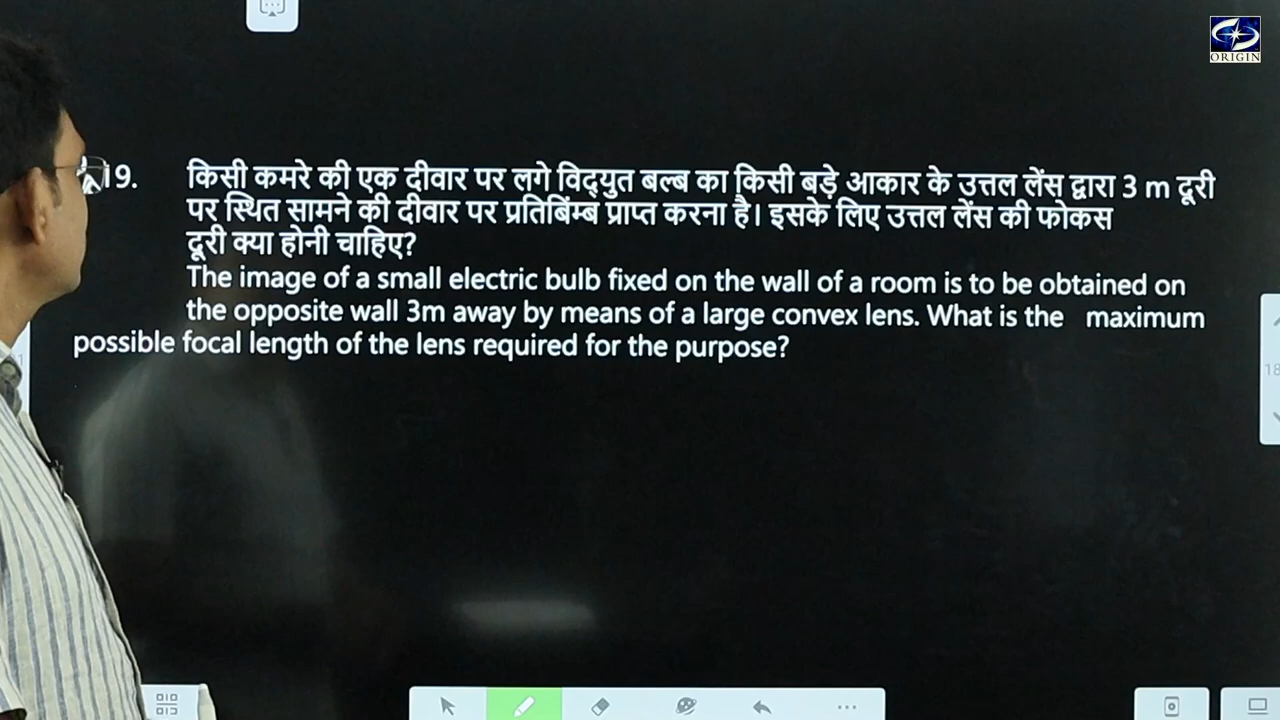 ORIGIN
19. किसी कमरे की एक दीवार पर लगे विद्युत बल्ब का किसी बड़े आकार के उत्तल लेंस द्वारा 3 m दूरी
पर स्थित सामने की दीवार पर प्रतिबिंम्ब प्राप्त करना है। इसके लिए उत्तल लेंस की फोकस
दूरी क्या होनी चाहिए?
The image of a small electric bulb fixed on the wall of a room is to be obtained on
the opposite wall 3m away by means of a large convex lens. What is the maximum
possible focal length of the lens required for the purpose?